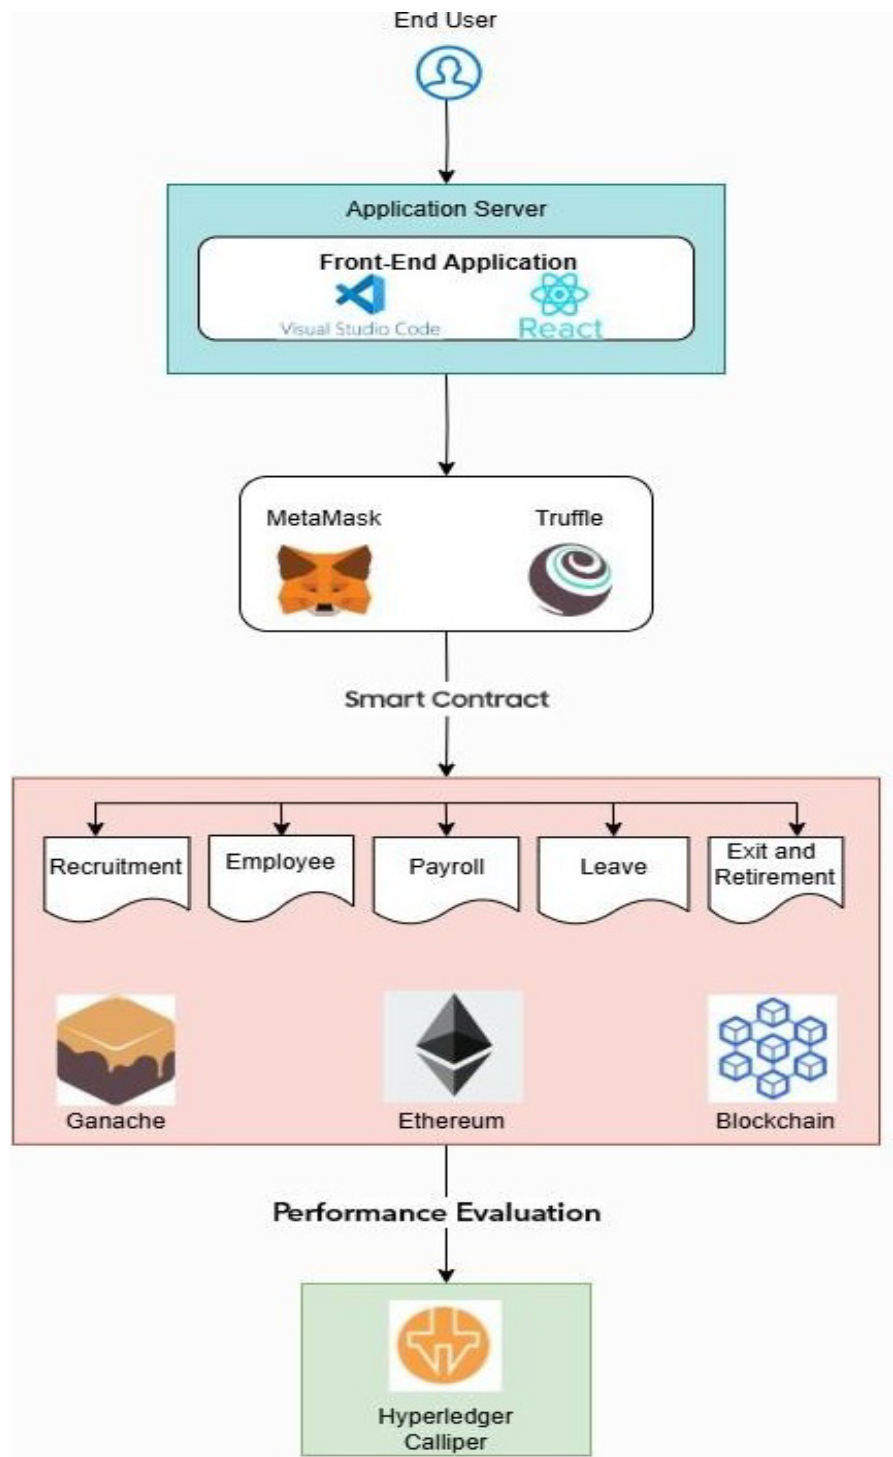 End User
Application Server
Front-End Application
Visual Studio Code
React
MetaMask
Truffle
Smart Contract
Recruitment
Employee
Payroll
Leave
Exit and
Retirement
Ganache
Ethereum
Blockchain
Performance Evaluation
Hyperledger
Calliper